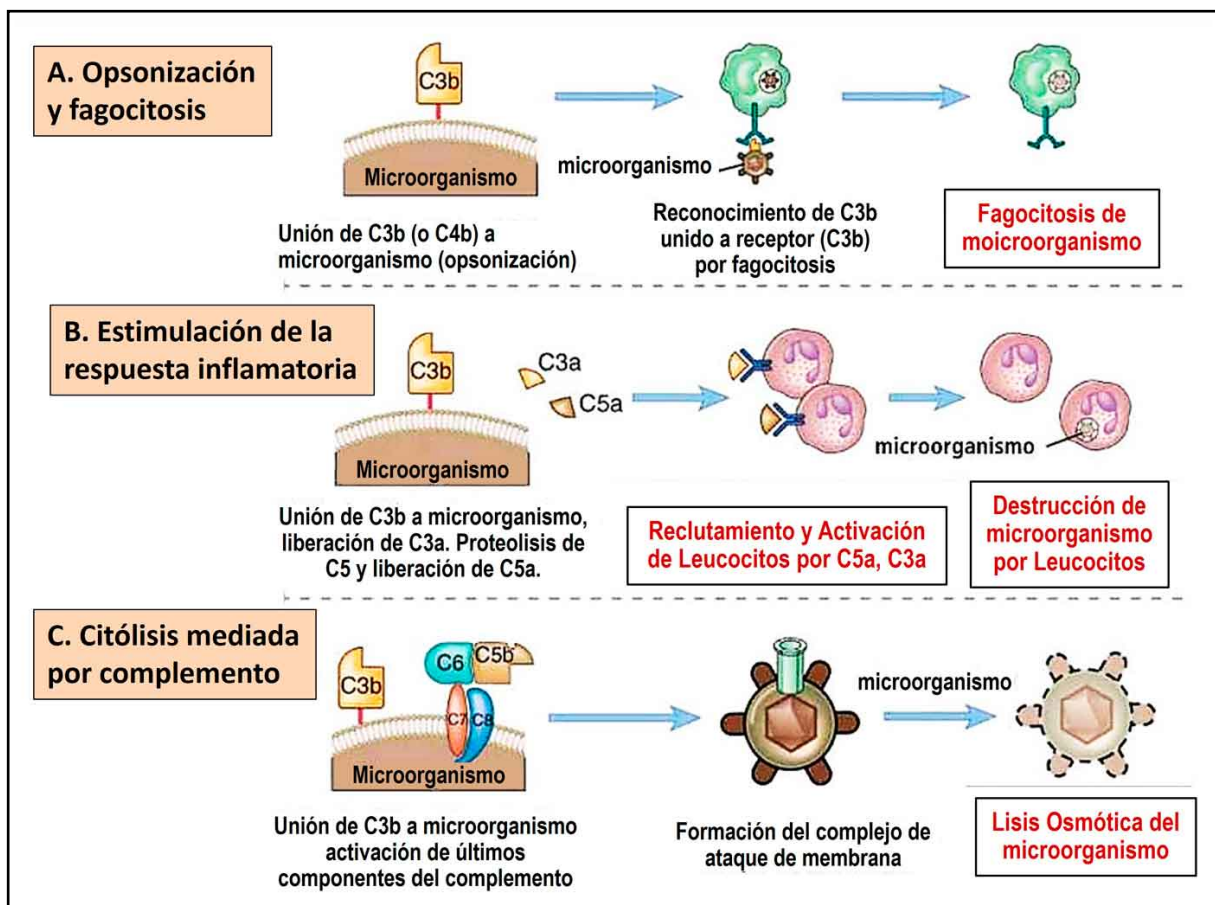 A. Opsonización
y fagocitosis
C3b
Microorganismo
Unión de C3b (o C4b) a
microorganismo (opsonización)
microorganismo
Reconocimiento de C3b
unido a receptor (C3b)
por fagocitosis
Fagocitosis de
moicroorganismo
B. Estimulación de la
respuesta inflamatoria
C3b
C3a
C5a
Microorganismo
Unión de C3b a microorganismo,
liberación de C3a. Proteolisis de
C5 y liberación de C5a.
Reclutamiento y Activación
de Leucocitos por C5a, C3a
microorganismo
Destrucción de
microorganismo
por Leucocitos
C. Citólisis mediada
por complemento
C3b
C6
C5b
C7
C8
Microorganismo
Unión de C3b a microorganismo
activación de últimos
componentes del complemento
Formación del complejo de
ataque de membrana
microorganismo
Lisis Osmótica del
microorganismo